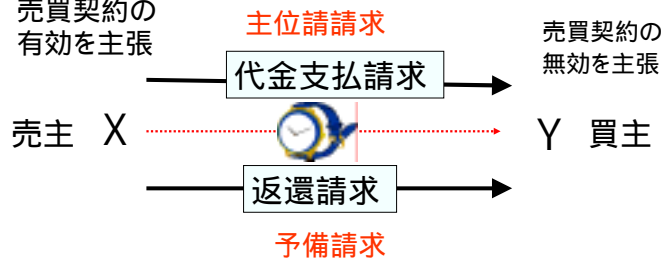 売買契約の
有効を主張
主位請請求
売買契約の
無効を主張
代金支払請求
売主 X
Y 買主
返還請求
予備請求